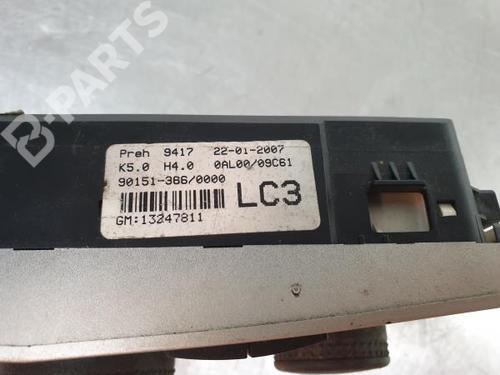 B-PARTS
Preh 9417 22-01-2007
K5.0 H4.0 0AL00/09C61
90151-366/0000
LC3
GM:13247811